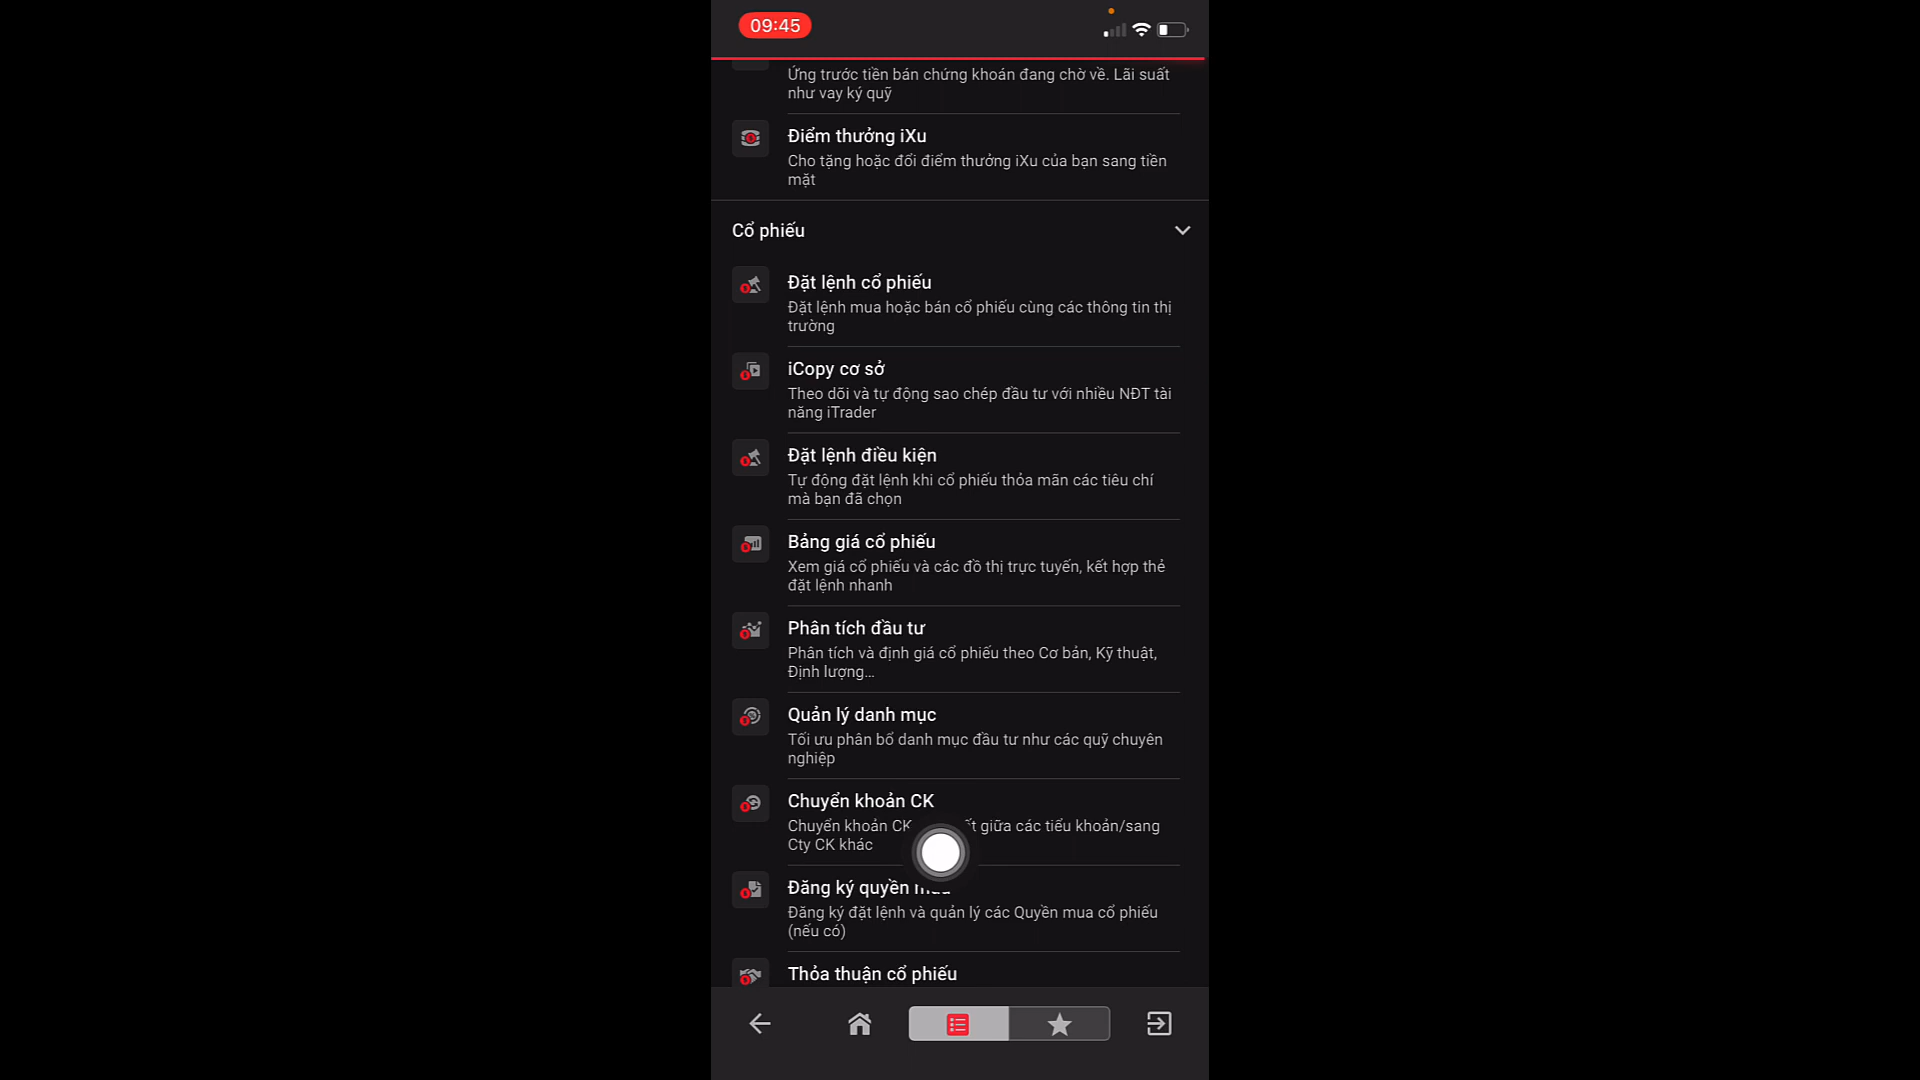 09:45
Ứng trước tiền bán chứng khoán đang chờ về. Lãi suất
như vay ký quỹ
Điểm thưởng iXu
Cho tặng hoặc đổi điểm thưởng iXu của bạn sang tiền
mặt
Cổ phiếu
Đặt lệnh cổ phiếu
Đặt lệnh mua hoặc bán cổ phiếu cùng các thông tin thị
trường
iCopy cơ sở
Theo dõi và tự động sao chép đầu tư với nhiều NĐT tài
năng iTrader
Đặt lệnh điều kiện
Tự động đặt lệnh khi cổ phiếu thỏa mãn các tiêu chí
mà bạn đã chọn
Bảng giá cổ phiếu
Xem giá cổ phiếu và các đồ thị trực tuyến, kết hợp thẻ
đặt lệnh nhanh
Phân tích đầu tư
Phân tích và định giá cổ phiếu theo Cơ bản, Kỹ thuật,
Định lượng...
Quản lý danh mục
Tối ưu phân bổ danh mục đầu tư như các quỹ chuyên
nghiệp
Chuyển khoản CK
Chuyển khoản CK giữa các tiểu khoản/sang
Cty CK khác
Đăng ký quyền
Đăng ký đặt lệnh và quản lý các Quyền mua cổ phiếu
(nếu có)
Thỏa thuận cổ phiếu